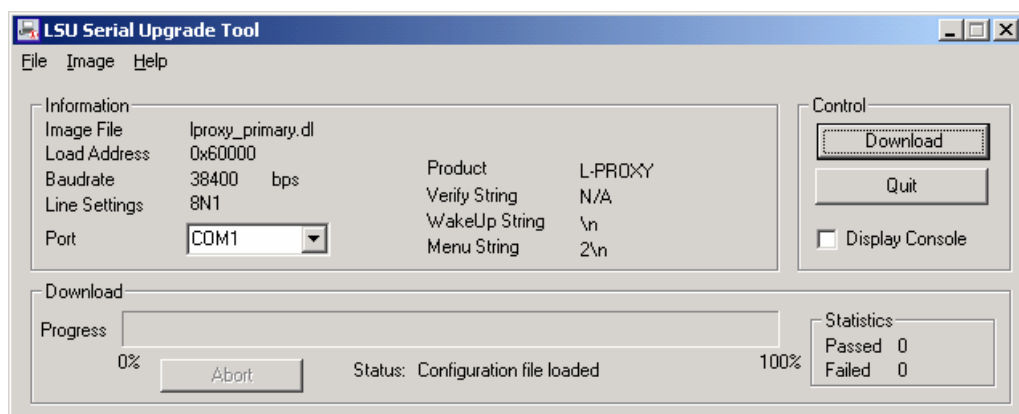 LSU Serial Upgrade Tool
File Image Help
Information
Image File lproxy_primary.dl
Load Address 0x60000
Baudrate 38400 bps
Line Settings 8N1
Port COM1
Product L-PROXY
Verify String N/A
WakeUp String \n
Menu String 2\n
Control
Download
Quit
Display Console
Download
Progress
0% 100%
Abort
Status: Configuration file loaded
Statistics
Passed 0
Failed 0